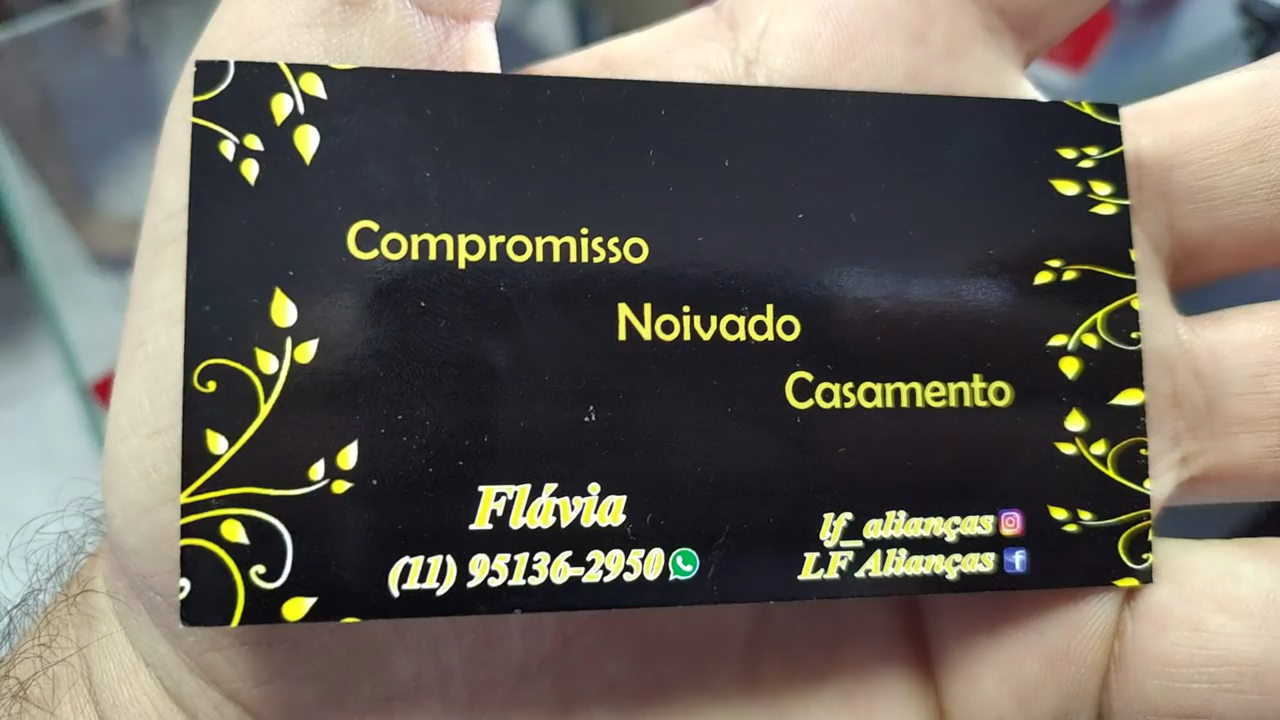 Compromisso
Noivado
Casamento
Flávia
(11) 95136-2950
lf_alianças
LF Alianças